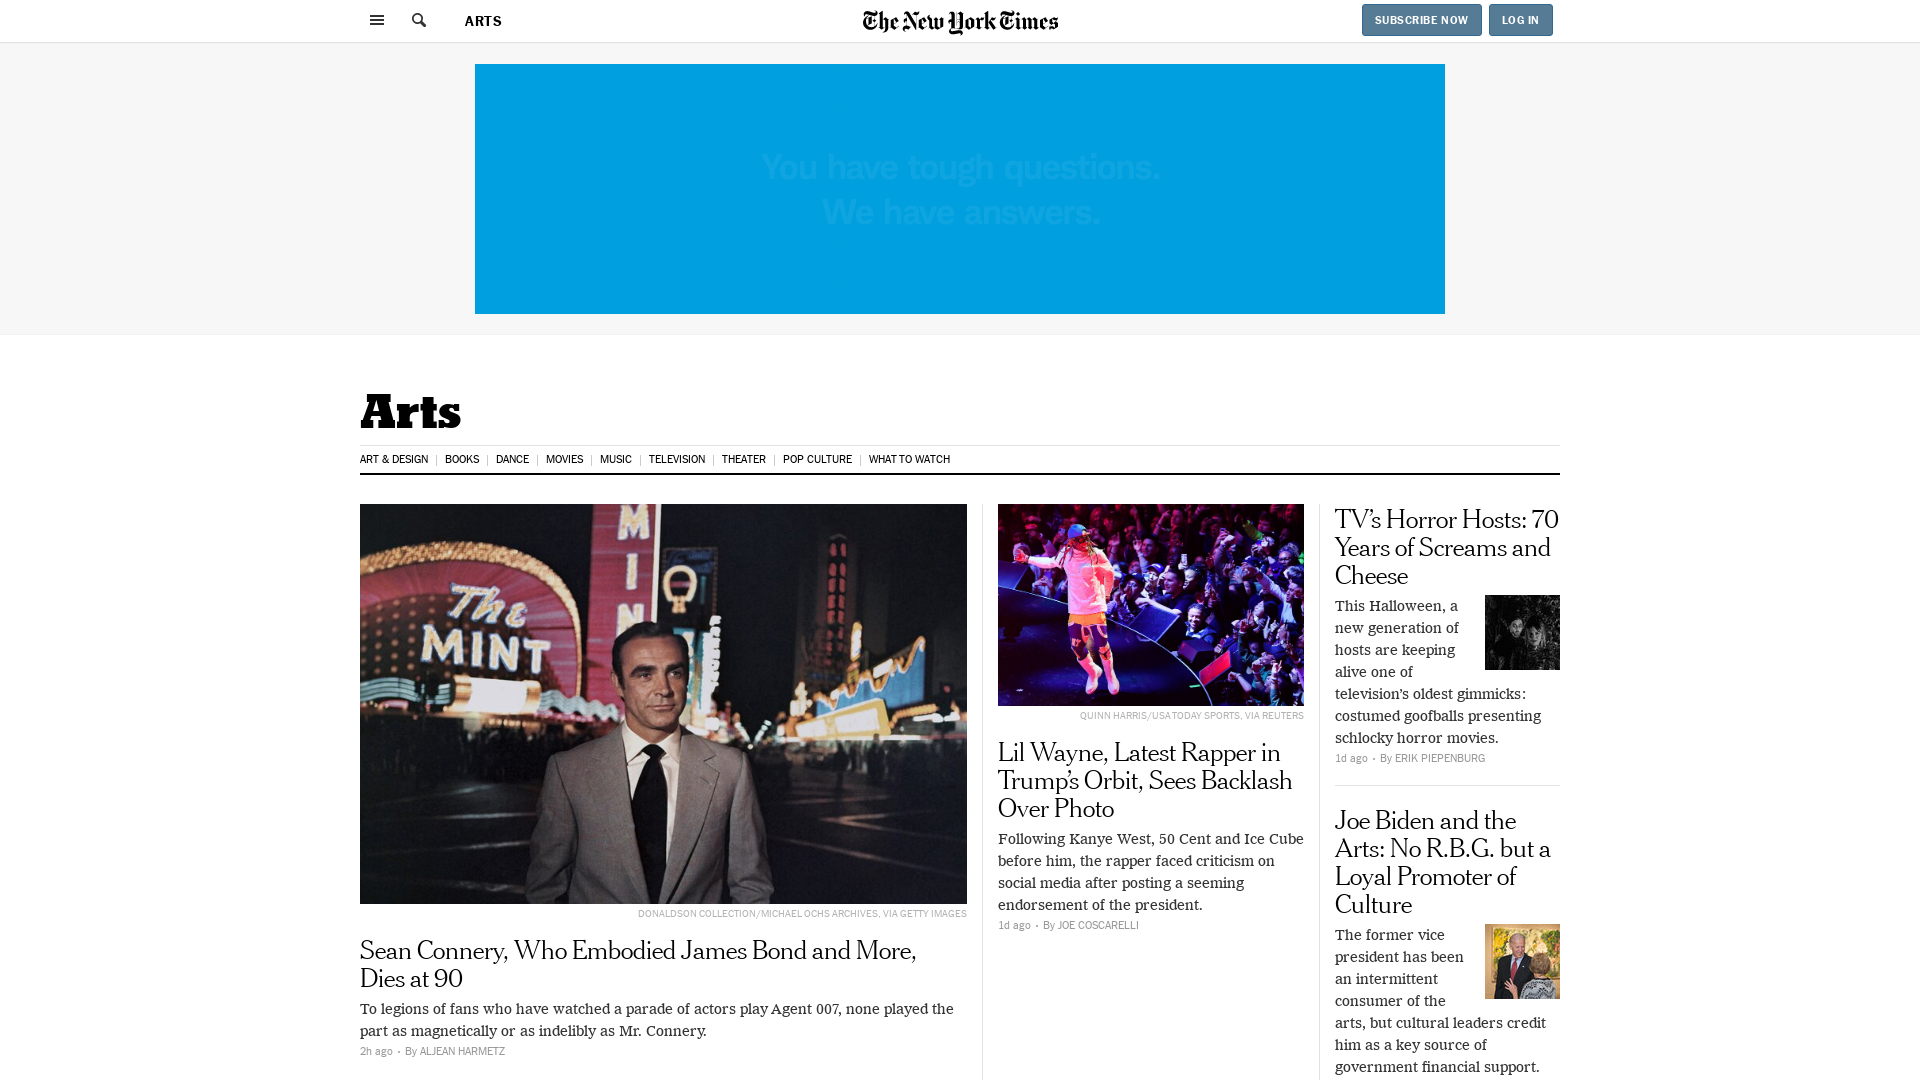 ARTS
The New York Times
SUBSCRIBE NOW
LOG IN
You have tough questions.
We have answers.
Arts
ART & DESIGN
BOOKS
DANCE
MOVIES
MUSIC
TELEVISION
THEATER
POP CULTURE
WHAT TO WATCH
MINT
The
MINT
DONALDSON COLLECTION/MICHAEL OCHS ARCHIVES, VIA GETTY IMAGES
Sean Connery, Who Embodied James Bond and More,
Dies at 90
To legions of fans who have watched a parade of actors play Agent 007, none played the
part as magnetically or as indelibly as Mr. Connery.
2h ago · By ALJEAN HARMETZ
QUINN HARRIS/USA TODAY SPORTS, VIA REUTERS
Lil Wayne, Latest Rapper in
Trump’s Orbit, Sees Backlash
Over Photo
Following Kanye West, 50 Cent and Ice Cube
before him, the rapper faced criticism on
social media after posting a seeming
endorsement of the president.
1d ago · By JOE COSCARELLI
TV’s Horror Hosts: 70
Years of Screams and
Cheese
This Halloween, a
new generation of
hosts are keeping
alive one of
television’s oldest gimmicks:
costumed goofballs presenting
schlocky horror movies.
1d ago · By ERIK PIEPENBURG
Joe Biden and the
Arts: No R.B.G. but a
Loyal Promoter of
Culture
The former vice
president has been
an intermittent
consumer of the
arts, but cultural leaders credit
him as a key source of
government financial support.